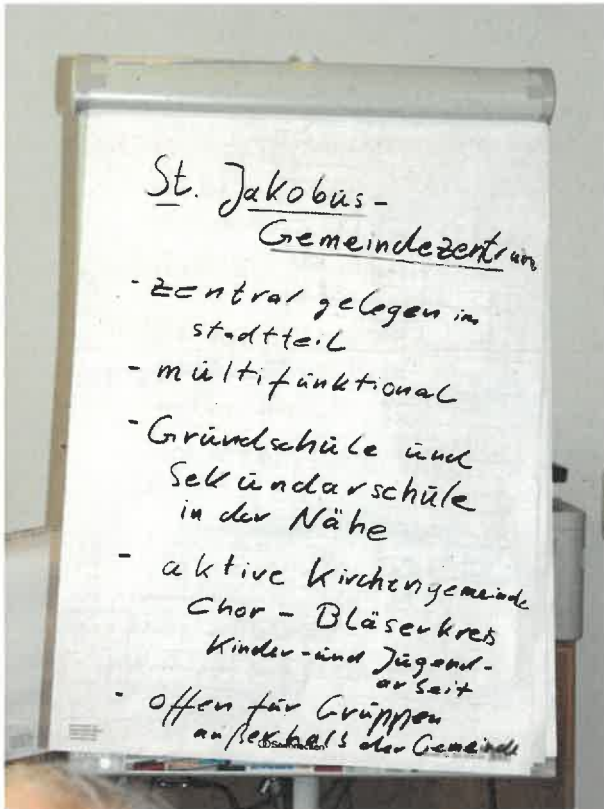 St. Jakobus-
Gemeindezentrum
- zentral gelegen im
stadtteil
- multifunktional
- Grundschule und
Sekundarschule
in der Nähe
- aktive Kirchengemeinde
Chor - Bläserkreis
Kinder- und Jugend-
arbeit
- offen für Gruppen
außerhalb der Gemeinde